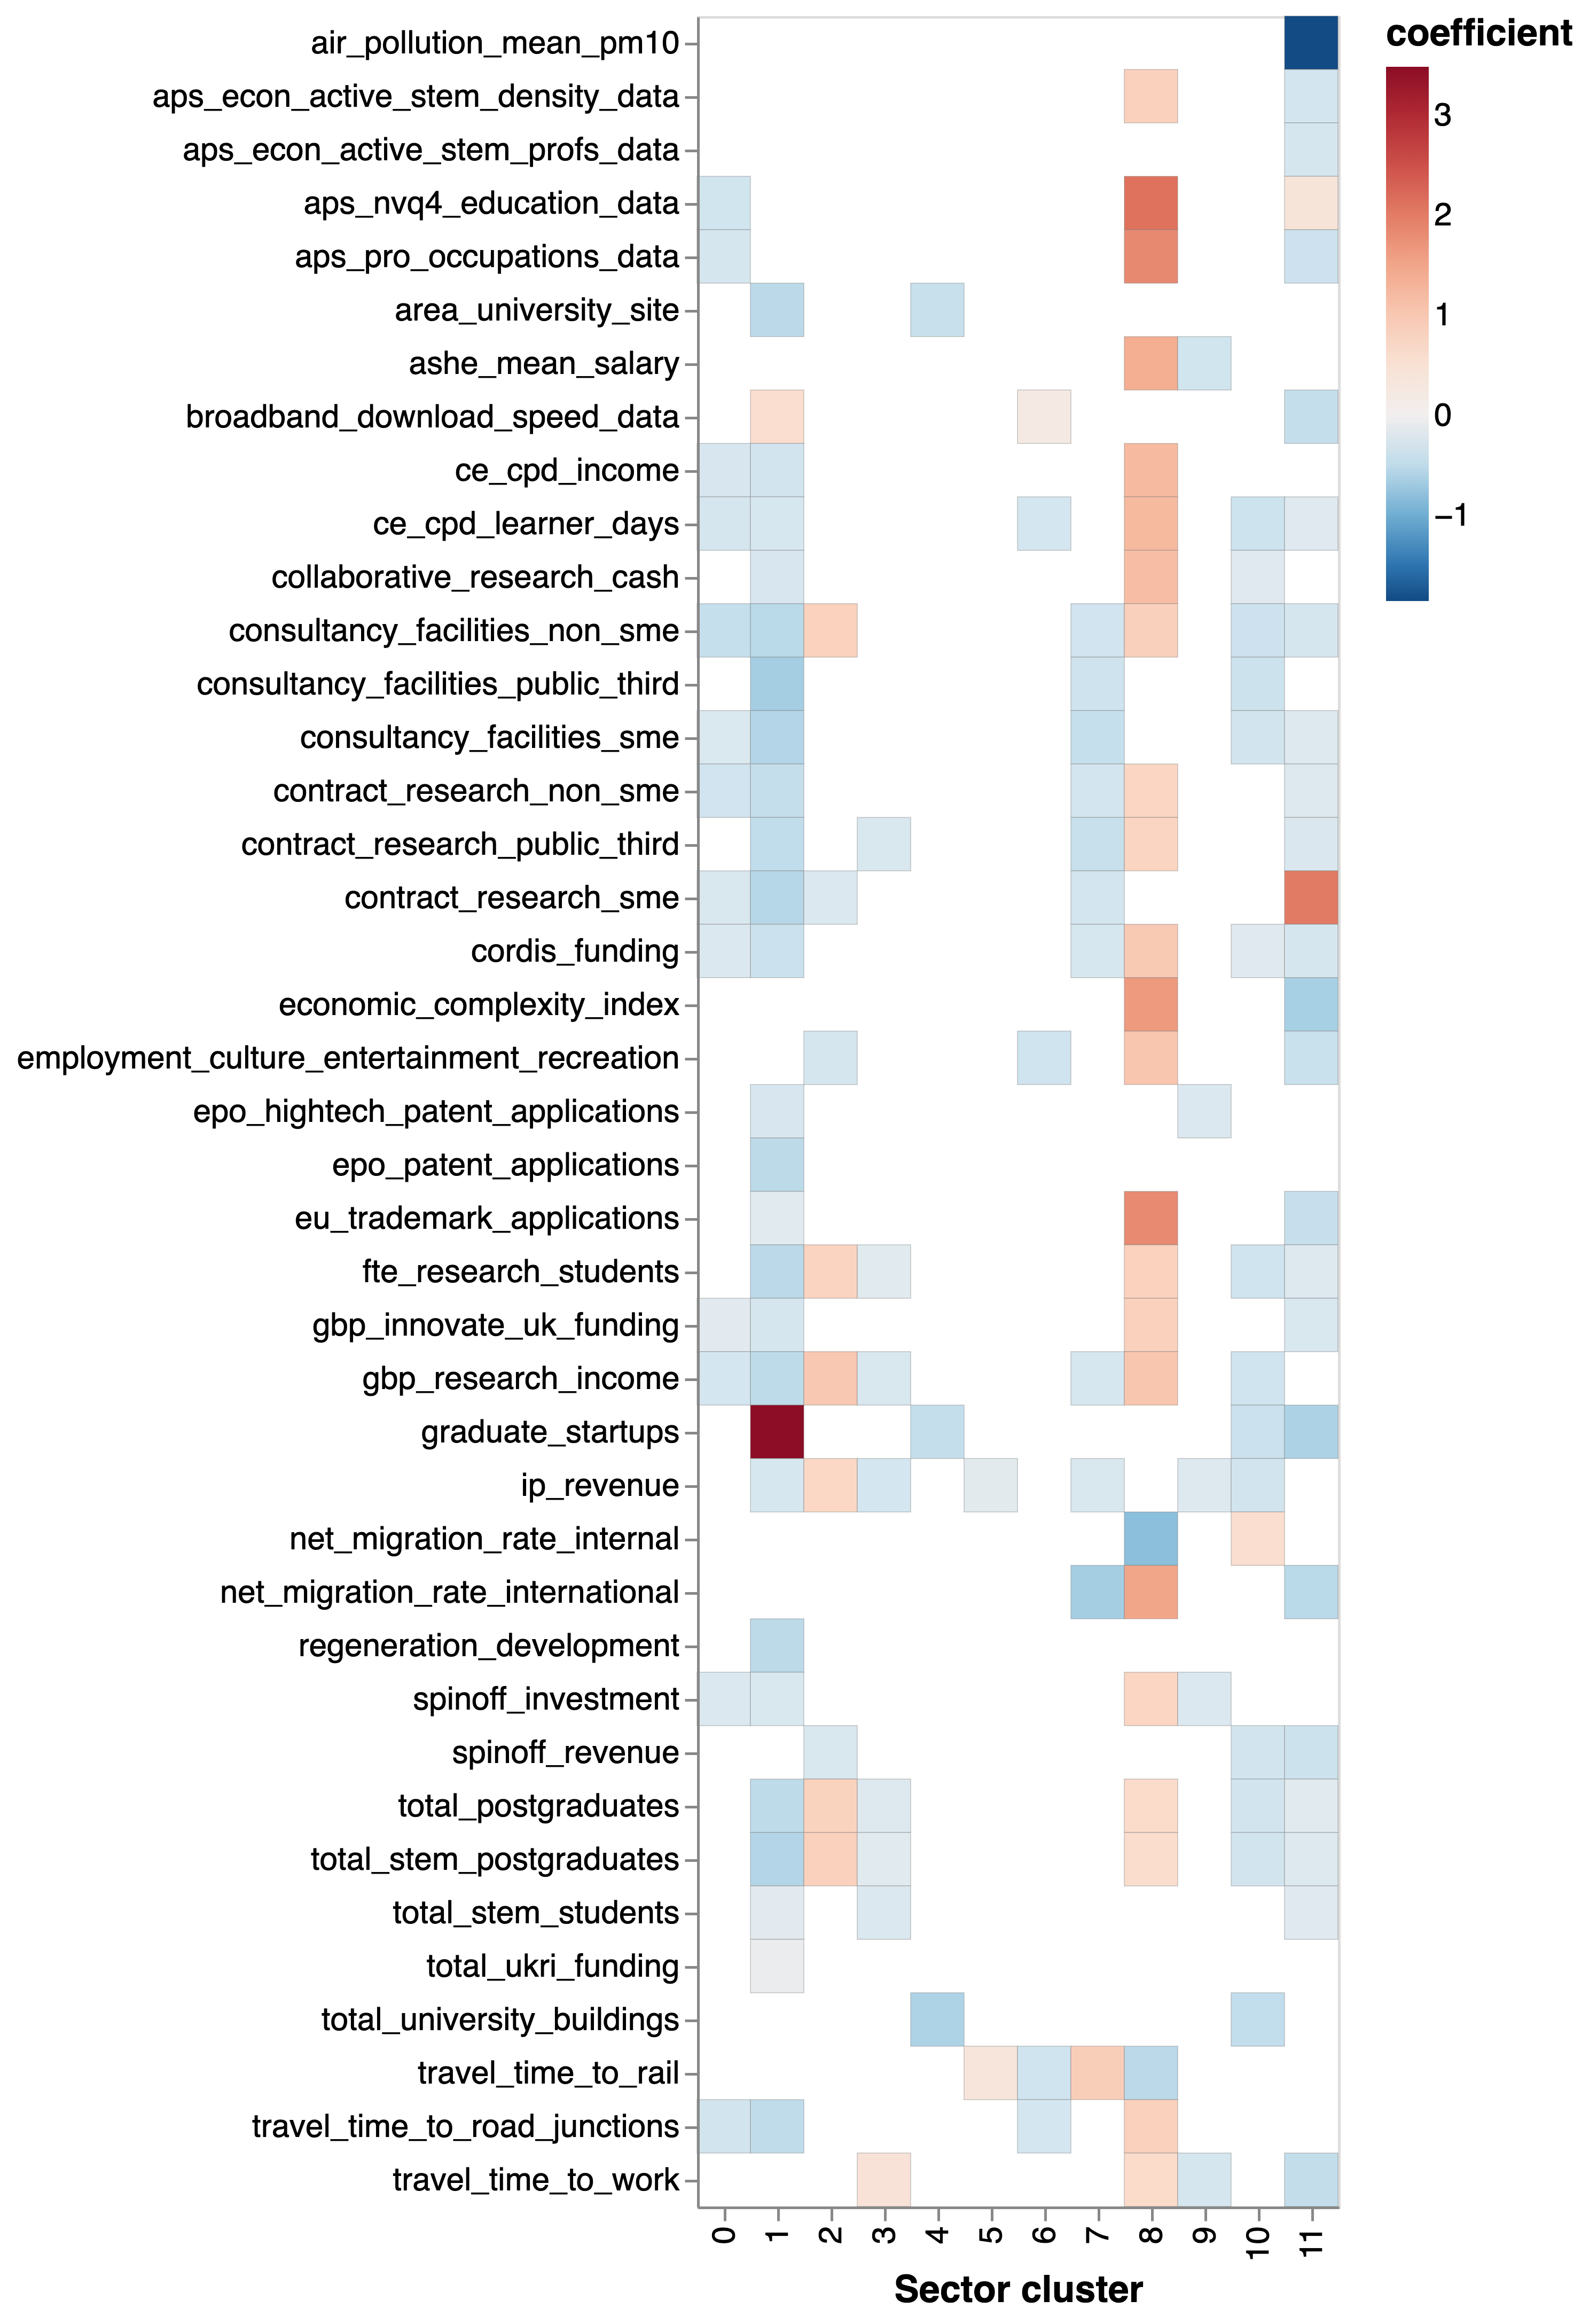 air_pollution_mean_pm10
aps_econ_active_stem_density_data
aps_econ_active_stem_profs_data
aps_nvq4_education_data
aps_pro_occupations_data
area_university_site
ashe_mean_salary
broadband_download_speed_data
ce_cpd_income
ce_cpd_learner_days
collaborative_research_cash
consultancy_facilities_non_sme
consultancy_facilities_public_third
consultancy_facilities_sme
contract_research_non_sme
contract_research_public_third
contract_research_sme
cordis_funding
economic_complexity_index
employment_culture_entertainment_recreation
epo_hightech_patent_applications
epo_patent_applications
eu_trademark_applications
fte_research_students
gbp_innovate_uk_funding
gbp_research_income
graduate_startups
ip_revenue
net_migration_rate_internal
net_migration_rate_international
regeneration_development
spinoff_investment
spinoff_revenue
total_postgraduates
total_stem_postgraduates
total_stem_students
total_ukri_funding
total_university_buildings
travel_time_to_rail
travel_time_to_road_junctions
travel_time_to_work
0 1 2 3 4 5 6 7 8 9 10 11
Sector cluster
coefficient
3
2
1
0
−1